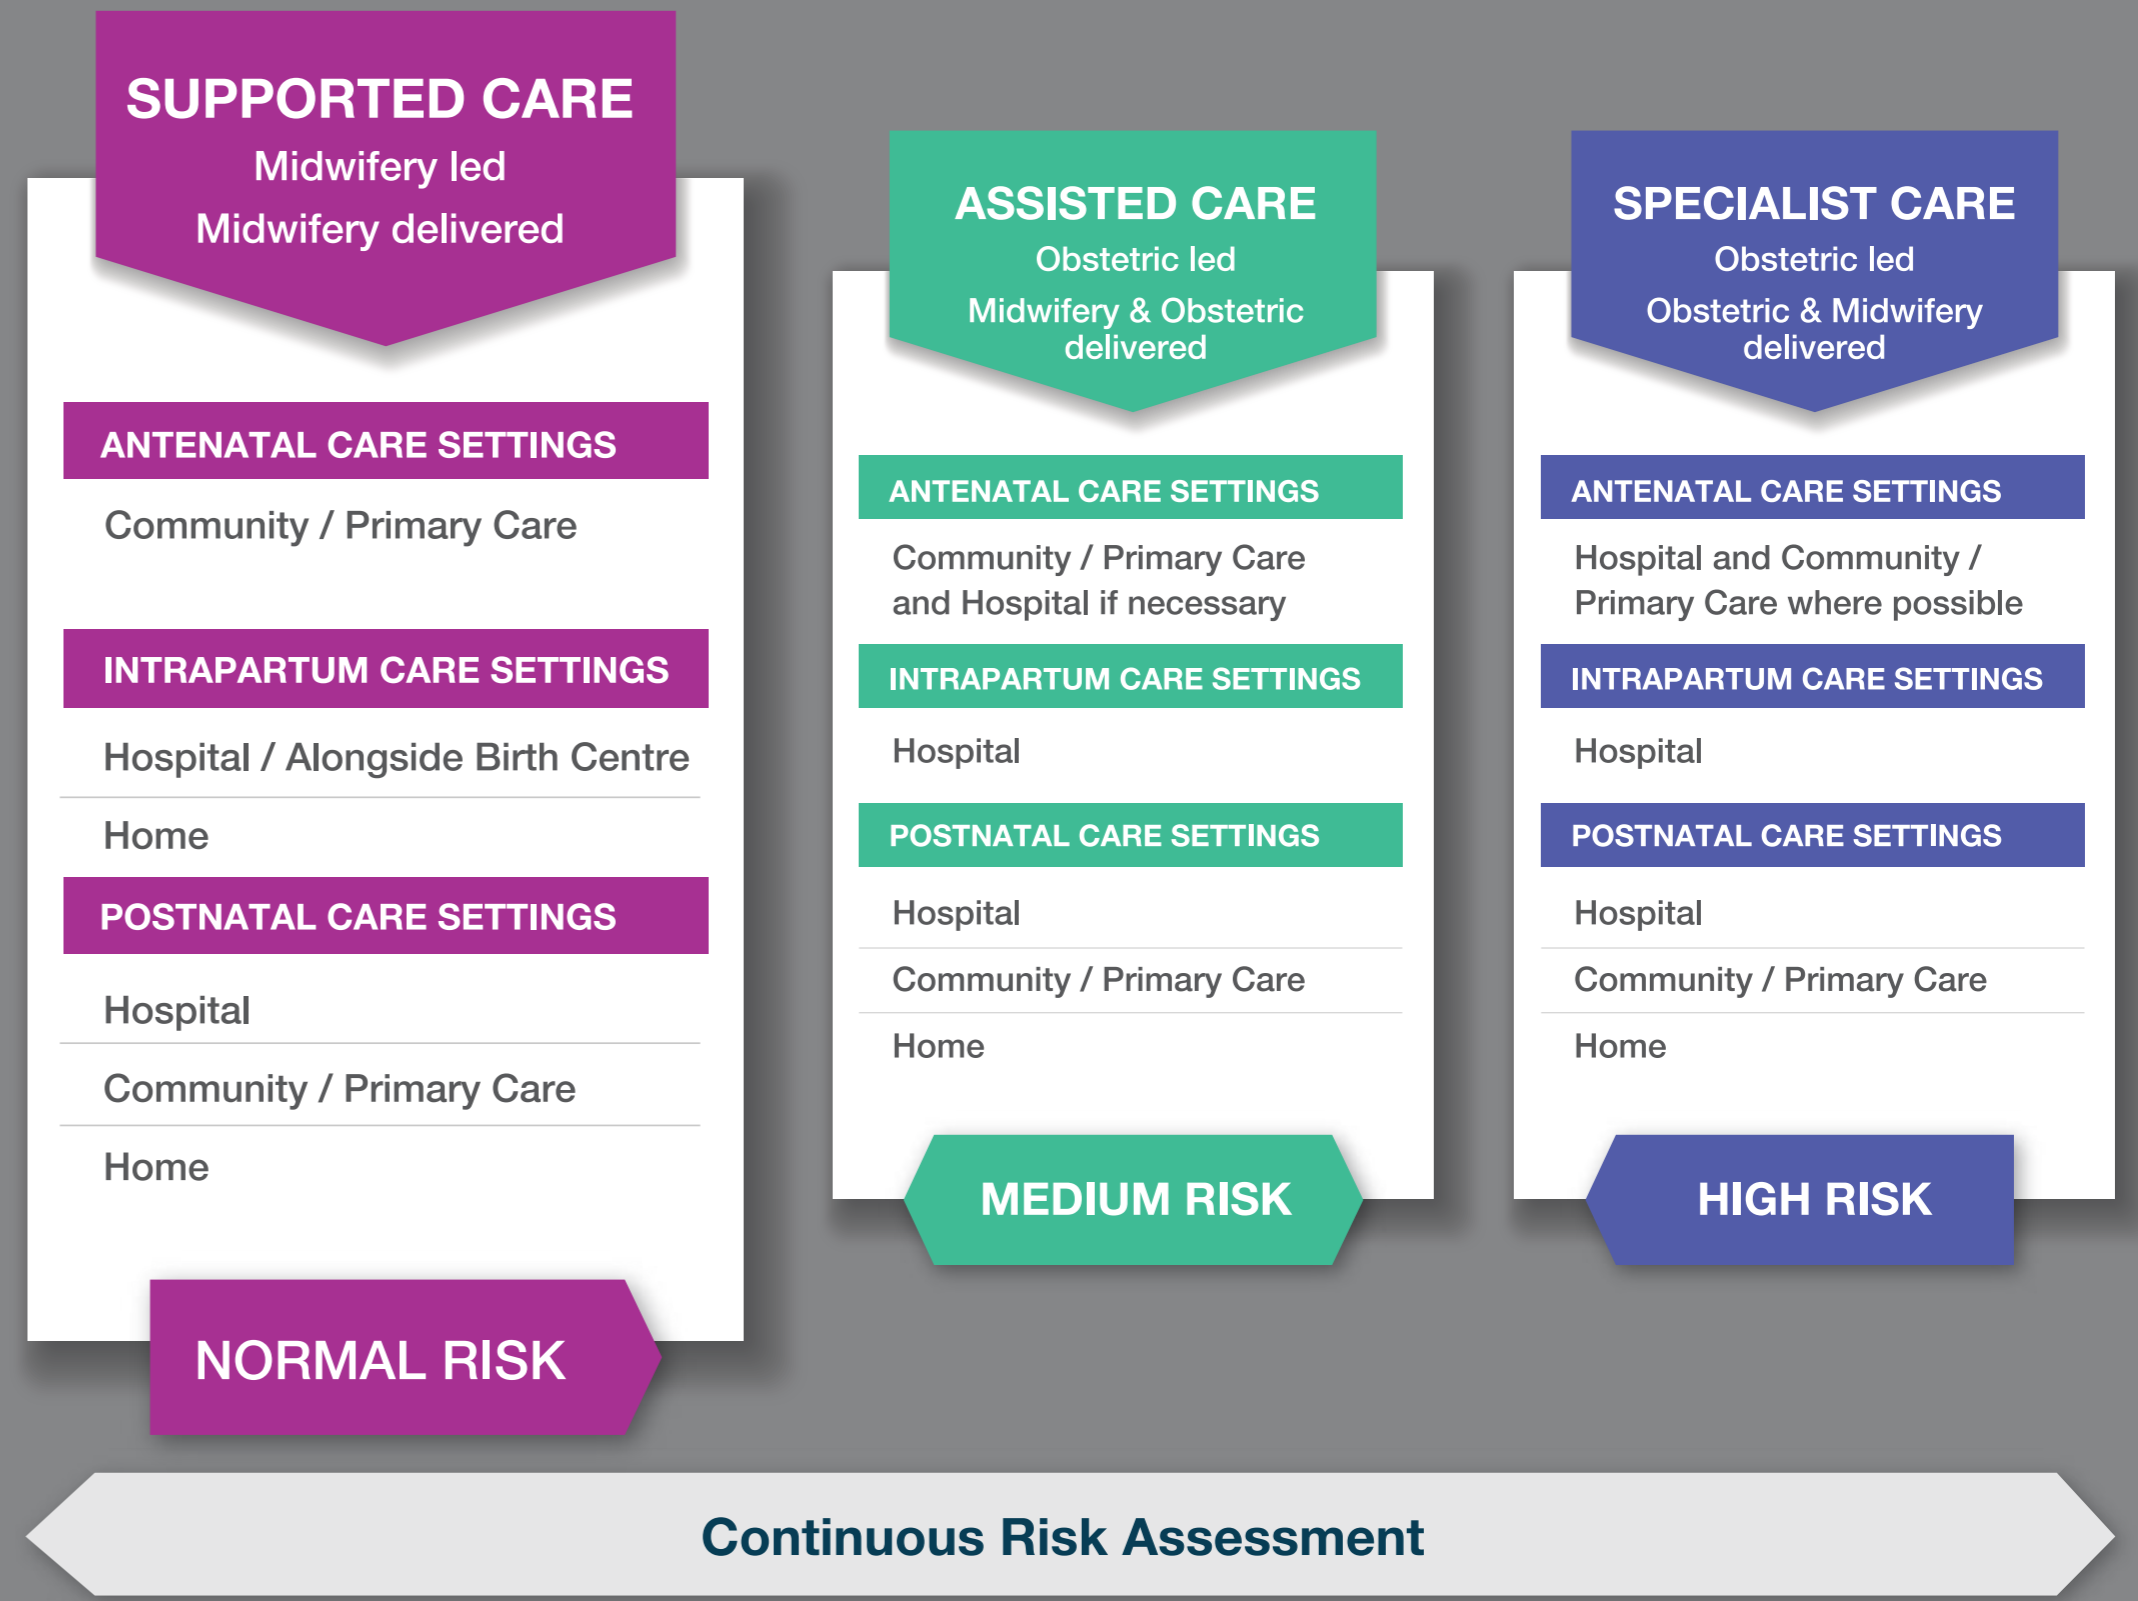 SUPPORTED CARE
Midwifery led
Midwifery delivered
ANTENATAL CARE SETTINGS
Community / Primary Care
INTRAPARTUM CARE SETTINGS
Hospital / Alongside Birth Centre
Home
POSTNATAL CARE SETTINGS
Hospital
Community / Primary Care
Home
NORMAL RISK
ASSISTED CARE
Obstetric led
Midwifery & Obstetric
delivered
ANTENATAL CARE SETTINGS
Community / Primary Care
and Hospital if necessary
INTRAPARTUM CARE SETTINGS
Hospital
POSTNATAL CARE SETTINGS
Hospital
Community / Primary Care
Home
MEDIUM RISK
SPECIALIST CARE
Obstetric led
Obstetric & Midwifery
delivered
ANTENATAL CARE SETTINGS
Hospital and Community /
Primary Care where possible
INTRAPARTUM CARE SETTINGS
Hospital
POSTNATAL CARE SETTINGS
Hospital
Community / Primary Care
Home
HIGH RISK
Continuous Risk Assessment